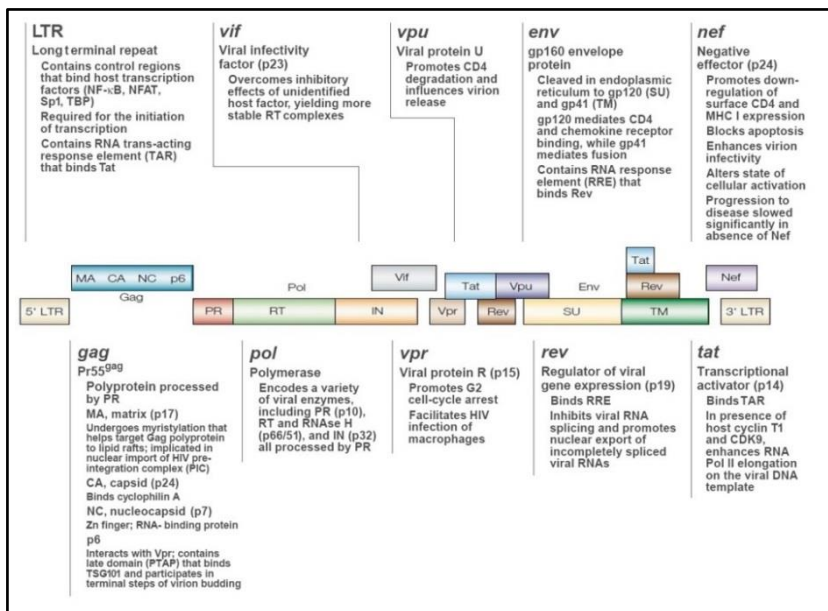 LTR
Long terminal repeat
Contains control regions
that bind host transcription
factors (NF-κB, NFAT,
Sp1, TBP)
Required for the initiation
of transcription
Contains RNA trans-acting
response element (TAR)
that binds Tat
vif
Viral infectivity
factor (p23)
Overcomes inhibitory
effects of unidentified
host factor, yielding more
stable RT complexes
vpu
Viral protein U
Promotes CD4
degradation and
influences virion
release
env
gp160 envelope
protein
Cleaved in endoplasmic
reticulum to gp120 (SU)
and gp41 (TM)
gp120 mediates CD4
and chemokine receptor
binding, while gp41
mediates fusion
Contains RNA response
element (RRE) that
binds Rev
nef
Negative
effector (p24)
Promotes down-
regulation of
surface CD4 and
MHC I expression
Blocks apoptosis
Enhances virion
infectivity
Alters state of
cellular activation
Progression to
disease slowed
significantly in
absence of Nef
MA CA NC p6
Gag
Pol
Vif
Tat
Vpu
Env
Tat
Rev
Nef
5' LTR
PR
RT
IN
Vpr
Rev
SU
TM
3' LTR
gag
Pr55gag
Polyprotein processed
by PR
MA, matrix (p17)
Undergoes myristylation that
helps target Gag polyprotein
to lipid rafts; implicated in
nuclear import of HIV pre-
integration complex (PIC)
CA, capsid (p24)
Binds cyclophilin A
NC, nucleocapsid (p7)
Zn finger; RNA- binding protein
p6
Interacts with Vpr; contains
late domain (PTAP) that binds
TSG101 and participates in
terminal steps of virion budding
pol
Polymerase
Encodes a variety
of viral enzymes,
including PR (p10),
RT and RNAse H
(p66/51), and IN (p32)
all processed by PR
vpr
Viral protein R (p15)
Promotes G2
cell-cycle arrest
Facilitates HIV
infection of
macrophages
rev
Regulator of viral
gene expression (p19)
Binds RRE
Inhibits viral RNA
splicing and promotes
nuclear export of
incompletely spliced
viral RNAs
tat
Transcriptional
activator (p14)
Binds TAR
In presence of
host cyclin T1
and CDK9,
enhances RNA
Pol II elongation
on the viral DNA
template